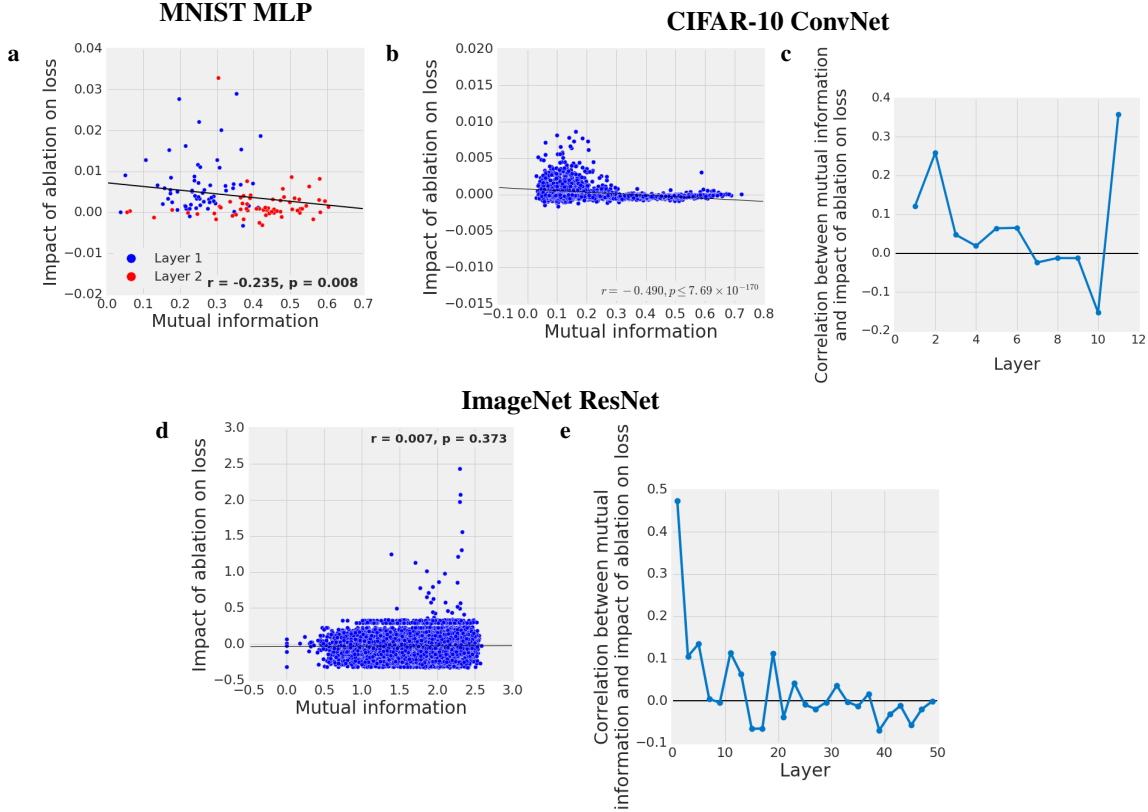 MNIST MLP
CIFAR-10 ConvNet
a
Impact of ablation on loss
0.04
0.03
0.02
0.01
0.00
−0.01
−0.02
Layer 1
Layer 2
r = -0.235, p = 0.008
0.0 0.1 0.2 0.3 0.4 0.5 0.6 0.7
Mutual information
b
Impact of ablation on loss
0.020
0.015
0.010
0.005
0.000
−0.005
−0.010
−0.015
r = − 0.490, p ≤ 7.69 × 10−170
−0.1 0.0 0.1 0.2 0.3 0.4 0.5 0.6 0.7 0.8
Mutual information
c
Correlation between mutual information
and impact of ablation on loss
0.4
0.3
0.2
0.1
0.0
−0.1
−0.2
0 2 4 6 8 10 12
Layer
ImageNet ResNet
d
Impact of ablation on loss
3.0
2.5
2.0
1.5
1.0
0.5
0.0
−0.5
r = 0.007, p = 0.373
−0.5 0.0 0.5 1.0 1.5 2.0 2.5 3.0
Mutual information
e
Correlation between mutual
information and impact of ablation on loss
0.5
0.4
0.3
0.2
0.1
0.0
−0.1
0 10 20 30 40 50
Layer